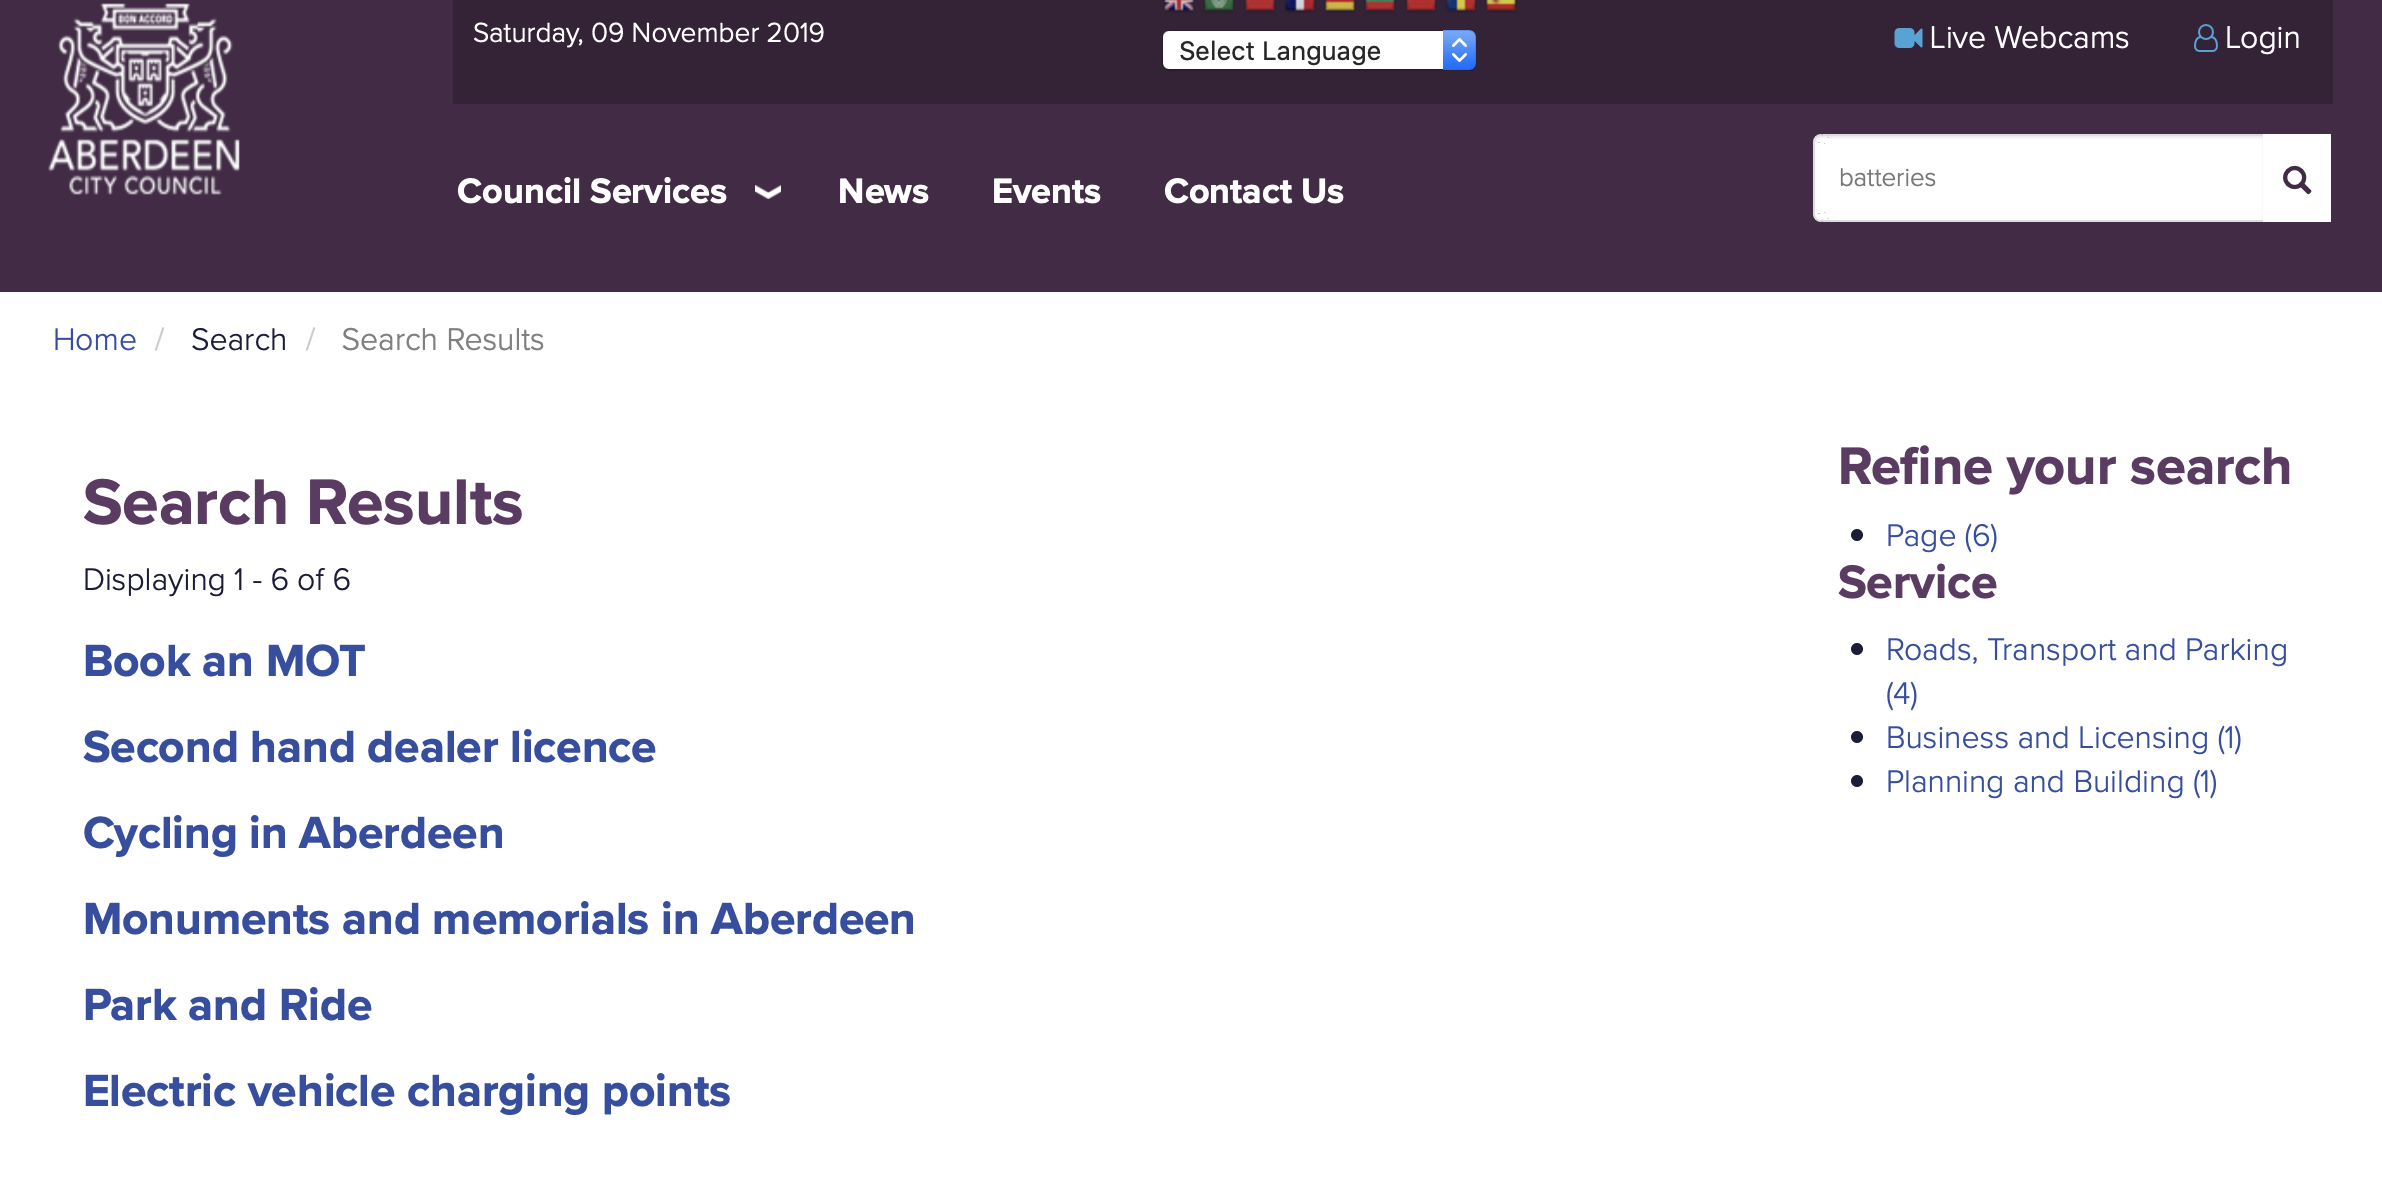 BON ACCORD
ABERDEEN
CITY COUNCIL
Saturday, 09 November 2019
Select Language
Live Webcams
Login
Council Services
News
Events
Contact Us
batteries
Home / Search / Search Results
Search Results
Displaying 1 - 6 of 6
Book an MOT
Second hand dealer licence
Cycling in Aberdeen
Monuments and memorials in Aberdeen
Park and Ride
Electric vehicle charging points
Refine your search
Page (6)
Service
Roads, Transport and Parking
(4)
Business and Licensing (1)
Planning and Building (1)